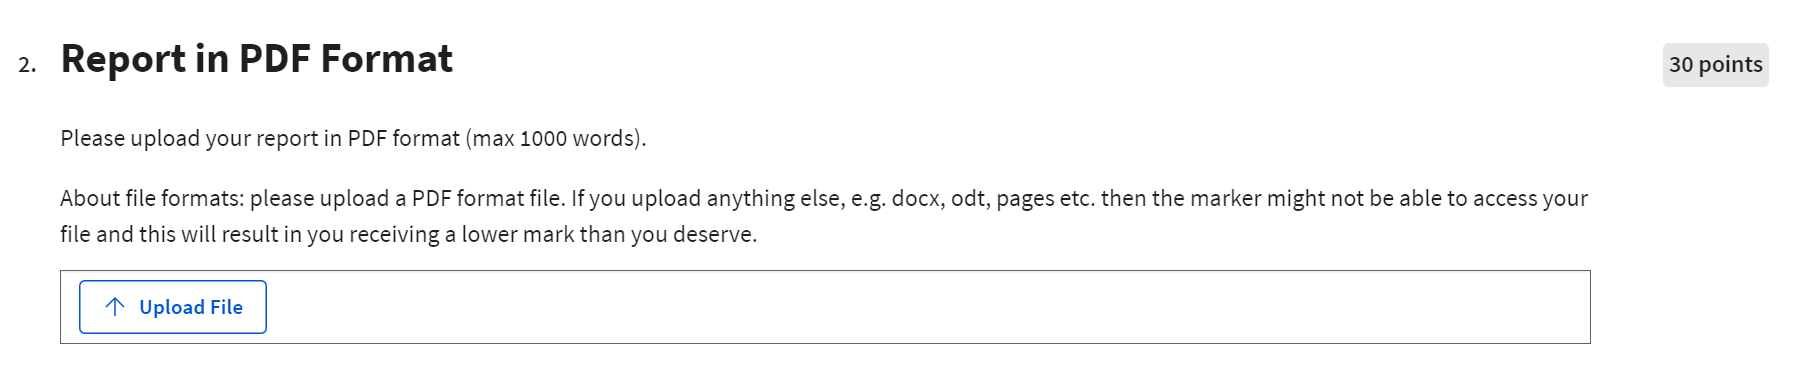 2. Report in PDF Format
30 points
Please upload your report in PDF format (max 1000 words).
About file formats: please upload a PDF format file. If you upload anything else, e.g. docx, odt, pages etc. then the marker might not be able to access your
file and this will result in you receiving a lower mark than you deserve.
Upload File